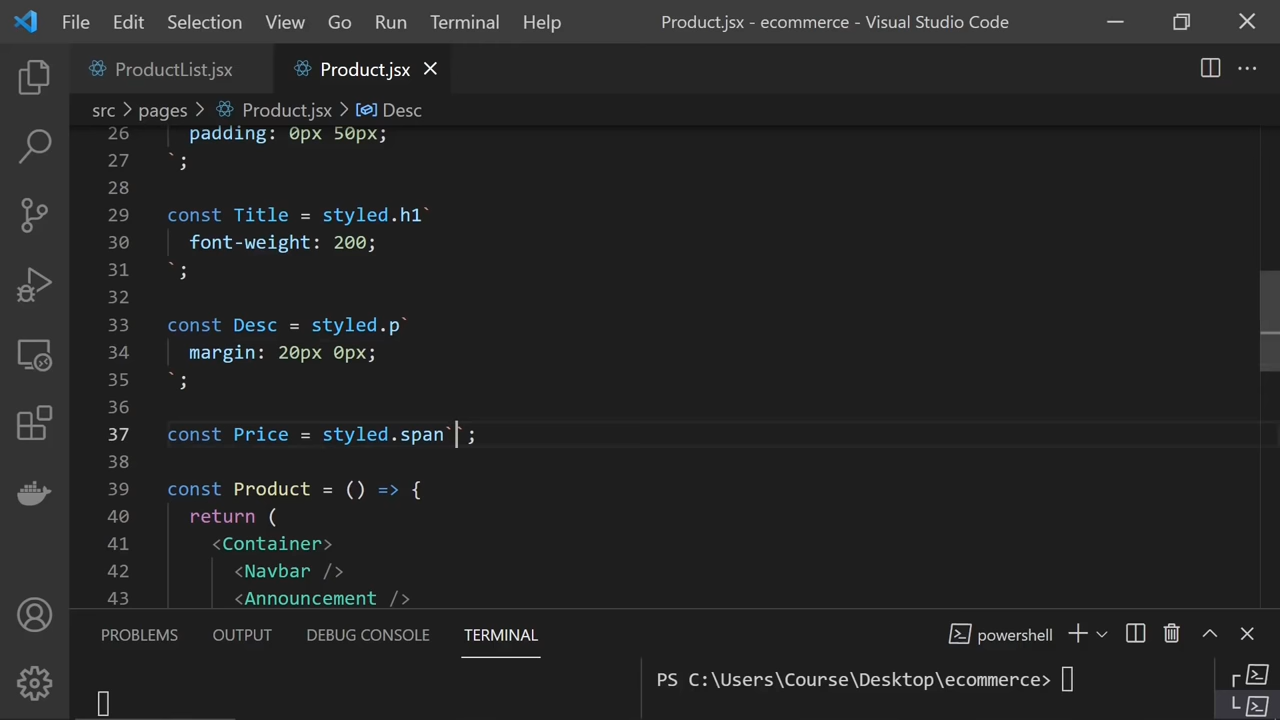 File Edit Selection View Go Run Terminal Help Product.jsx - ecommerce - Visual Studio Code
ProductList.jsx Product.jsx
src > pages > Product.jsx > Desc
26 padding: 0px 50px;
27 `;
28
29 const Title = styled.h1`
30 font-weight: 200;
31 `;
32
33 const Desc = styled.p`
34 margin: 20px 0px;
35 `;
36
37 const Price = styled.span``;
38
39 const Product = () => {
40 return (
41 <Container>
42 <Navbar />
43 <Announcement />
PROBLEMS OUTPUT DEBUG CONSOLE TERMINAL powershell
PS C:\Users\Course\Desktop\ecommerce>